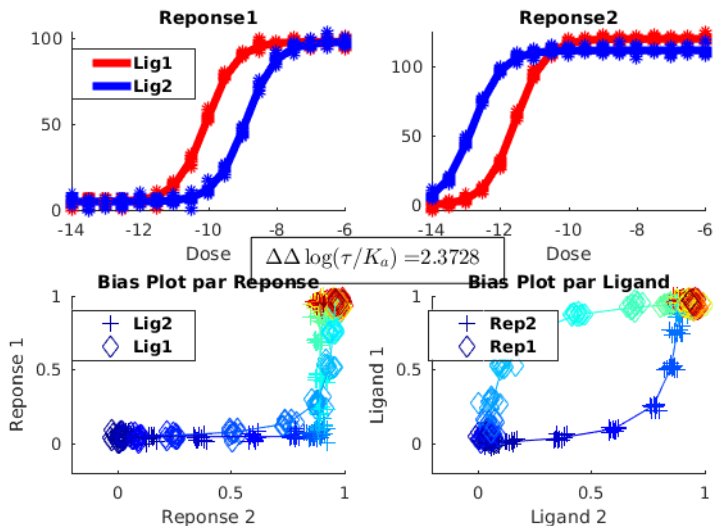 Reponse1
Reponse2
100
50
0
Lig1
Lig2
-14
-12
-10
-8
-6
Dose
100
50
0
-14
-12
-10
-8
-6
Dose
ΔΔ log(τ/Ka) =2.3728
Bias Plot par Reponse
Bias Plot par Ligand
1
0.5
0
Reponse 1
Lig2
Lig1
0
0.5
1
Reponse 2
1
0.5
0
Ligand 1
Rep2
Rep1
0
0.5
1
Ligand 2